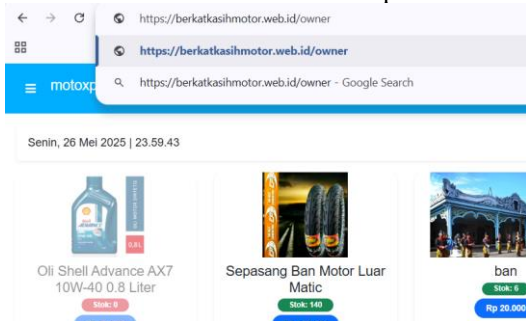 https://berkatkasihmotor.web.id/owner
https://berkatkasihmotor.web.id/owner
https://berkatkasihmotor.web.id/owner - Google Search
motoxp
Senin, 26 Mei 2025 | 23.59.43
0,8L
Oli Shell Advance AX7
10W-40 0.8 Liter
Stok: 0
Sepasang Ban Motor Luar
Matic
Stok: 140
ban
Stok: 6
Rp 20.000